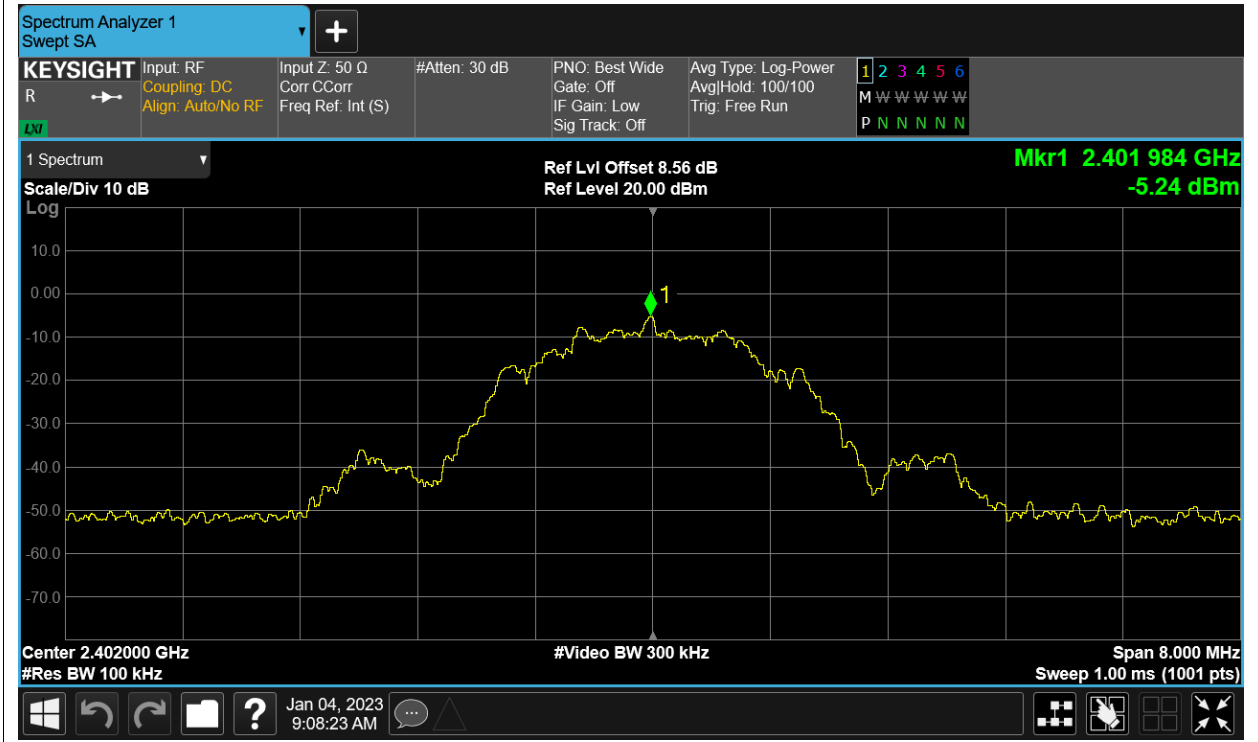 Spectrum Analyzer 1
Swept SA
KEYSIGHT
R
LXI
Input: RF
Coupling: DC
Align: Auto/No RF
Input Z: 50 Ω
Corr CCorr
Freq Ref: Int (S)
#Atten: 30 dB
PNO: Best Wide
Gate: Off
IF Gain: Low
Sig Track: Off
Avg Type: Log-Power
Avg|Hold: 100/100
Trig: Free Run
1 2 3 4 5 6
M W W W W W
P N N N N N
1 Spectrum
Scale/Div 10 dB
Log
Ref Lvl Offset 8.56 dB
Ref Level 20.00 dBm
Mkr1 2.401 984 GHz
-5.24 dBm
1
10.0
0.00
-10.0
-20.0
-30.0
-40.0
-50.0
-60.0
-70.0
Center 2.402000 GHz
#Res BW 100 kHz
#Video BW 300 kHz
Span 8.000 MHz
Sweep 1.00 ms (1001 pts)
?
Jan 04, 2023
9:08:23 AM